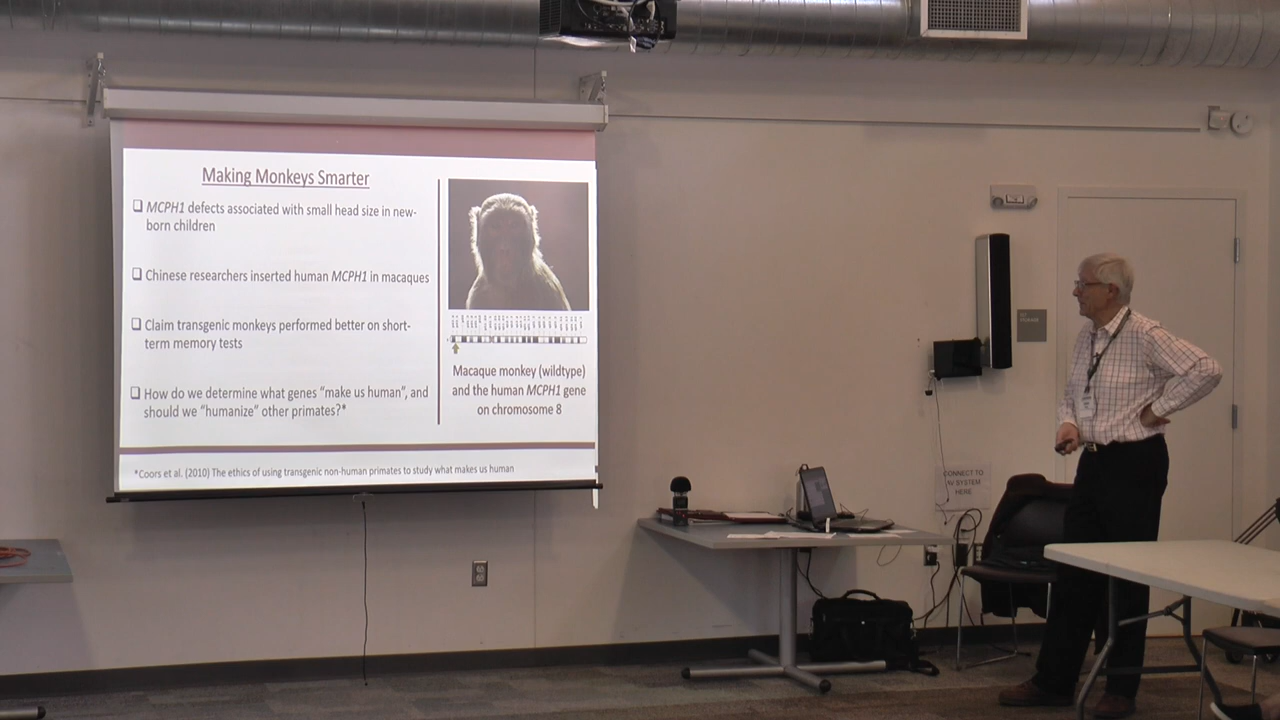 Making Monkeys Smarter
❑ MCPH1 defects associated with small head size in new-
born children
❑ Chinese researchers inserted human MCPH1 in macaques
❑ Claim transgenic monkeys performed better on short-
term memory tests
❑ How do we determine what genes “make us human”, and
should we “humanize” other primates?*
Macaque monkey (wildtype)
and the human MCPH1 gene
on chromosome 8
*Coors et al. (2010) The ethics of using transgenic non-human primates to study what makes us human
CONNECT TO
AV SYSTEM
HERE